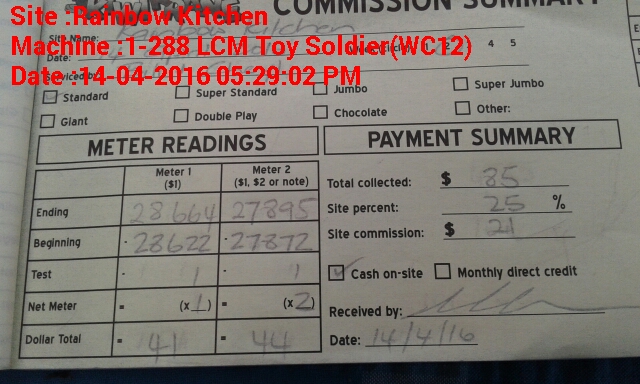 COMMISSION SUMMARY
Site :Rainbow Kitchen
Site Name: Rainbow Kitchen
Machine :1-288 LCM Toy Soldier(WC12)
Date: 4 5
Date :14-04-2016 05:29:02 PM
Standard Super Standard Jumbo Super Jumbo
Giant Double Play Chocolate Other:
METER READINGS PAYMENT SUMMARY
Meter 1 ($1) Meter 2 ($1, $2 or note)
Total collected: $ 85
Ending 28664 27895
Site percent: 25 %
Beginning - 28622 - 27872
Site commission: $ 21
Test - 1 - 1
Cash on-site Monthly direct credit
Net Meter = (x 1) = (x 2)
Received by:
Dollar Total = 41 = 44
Date: 14/4/16